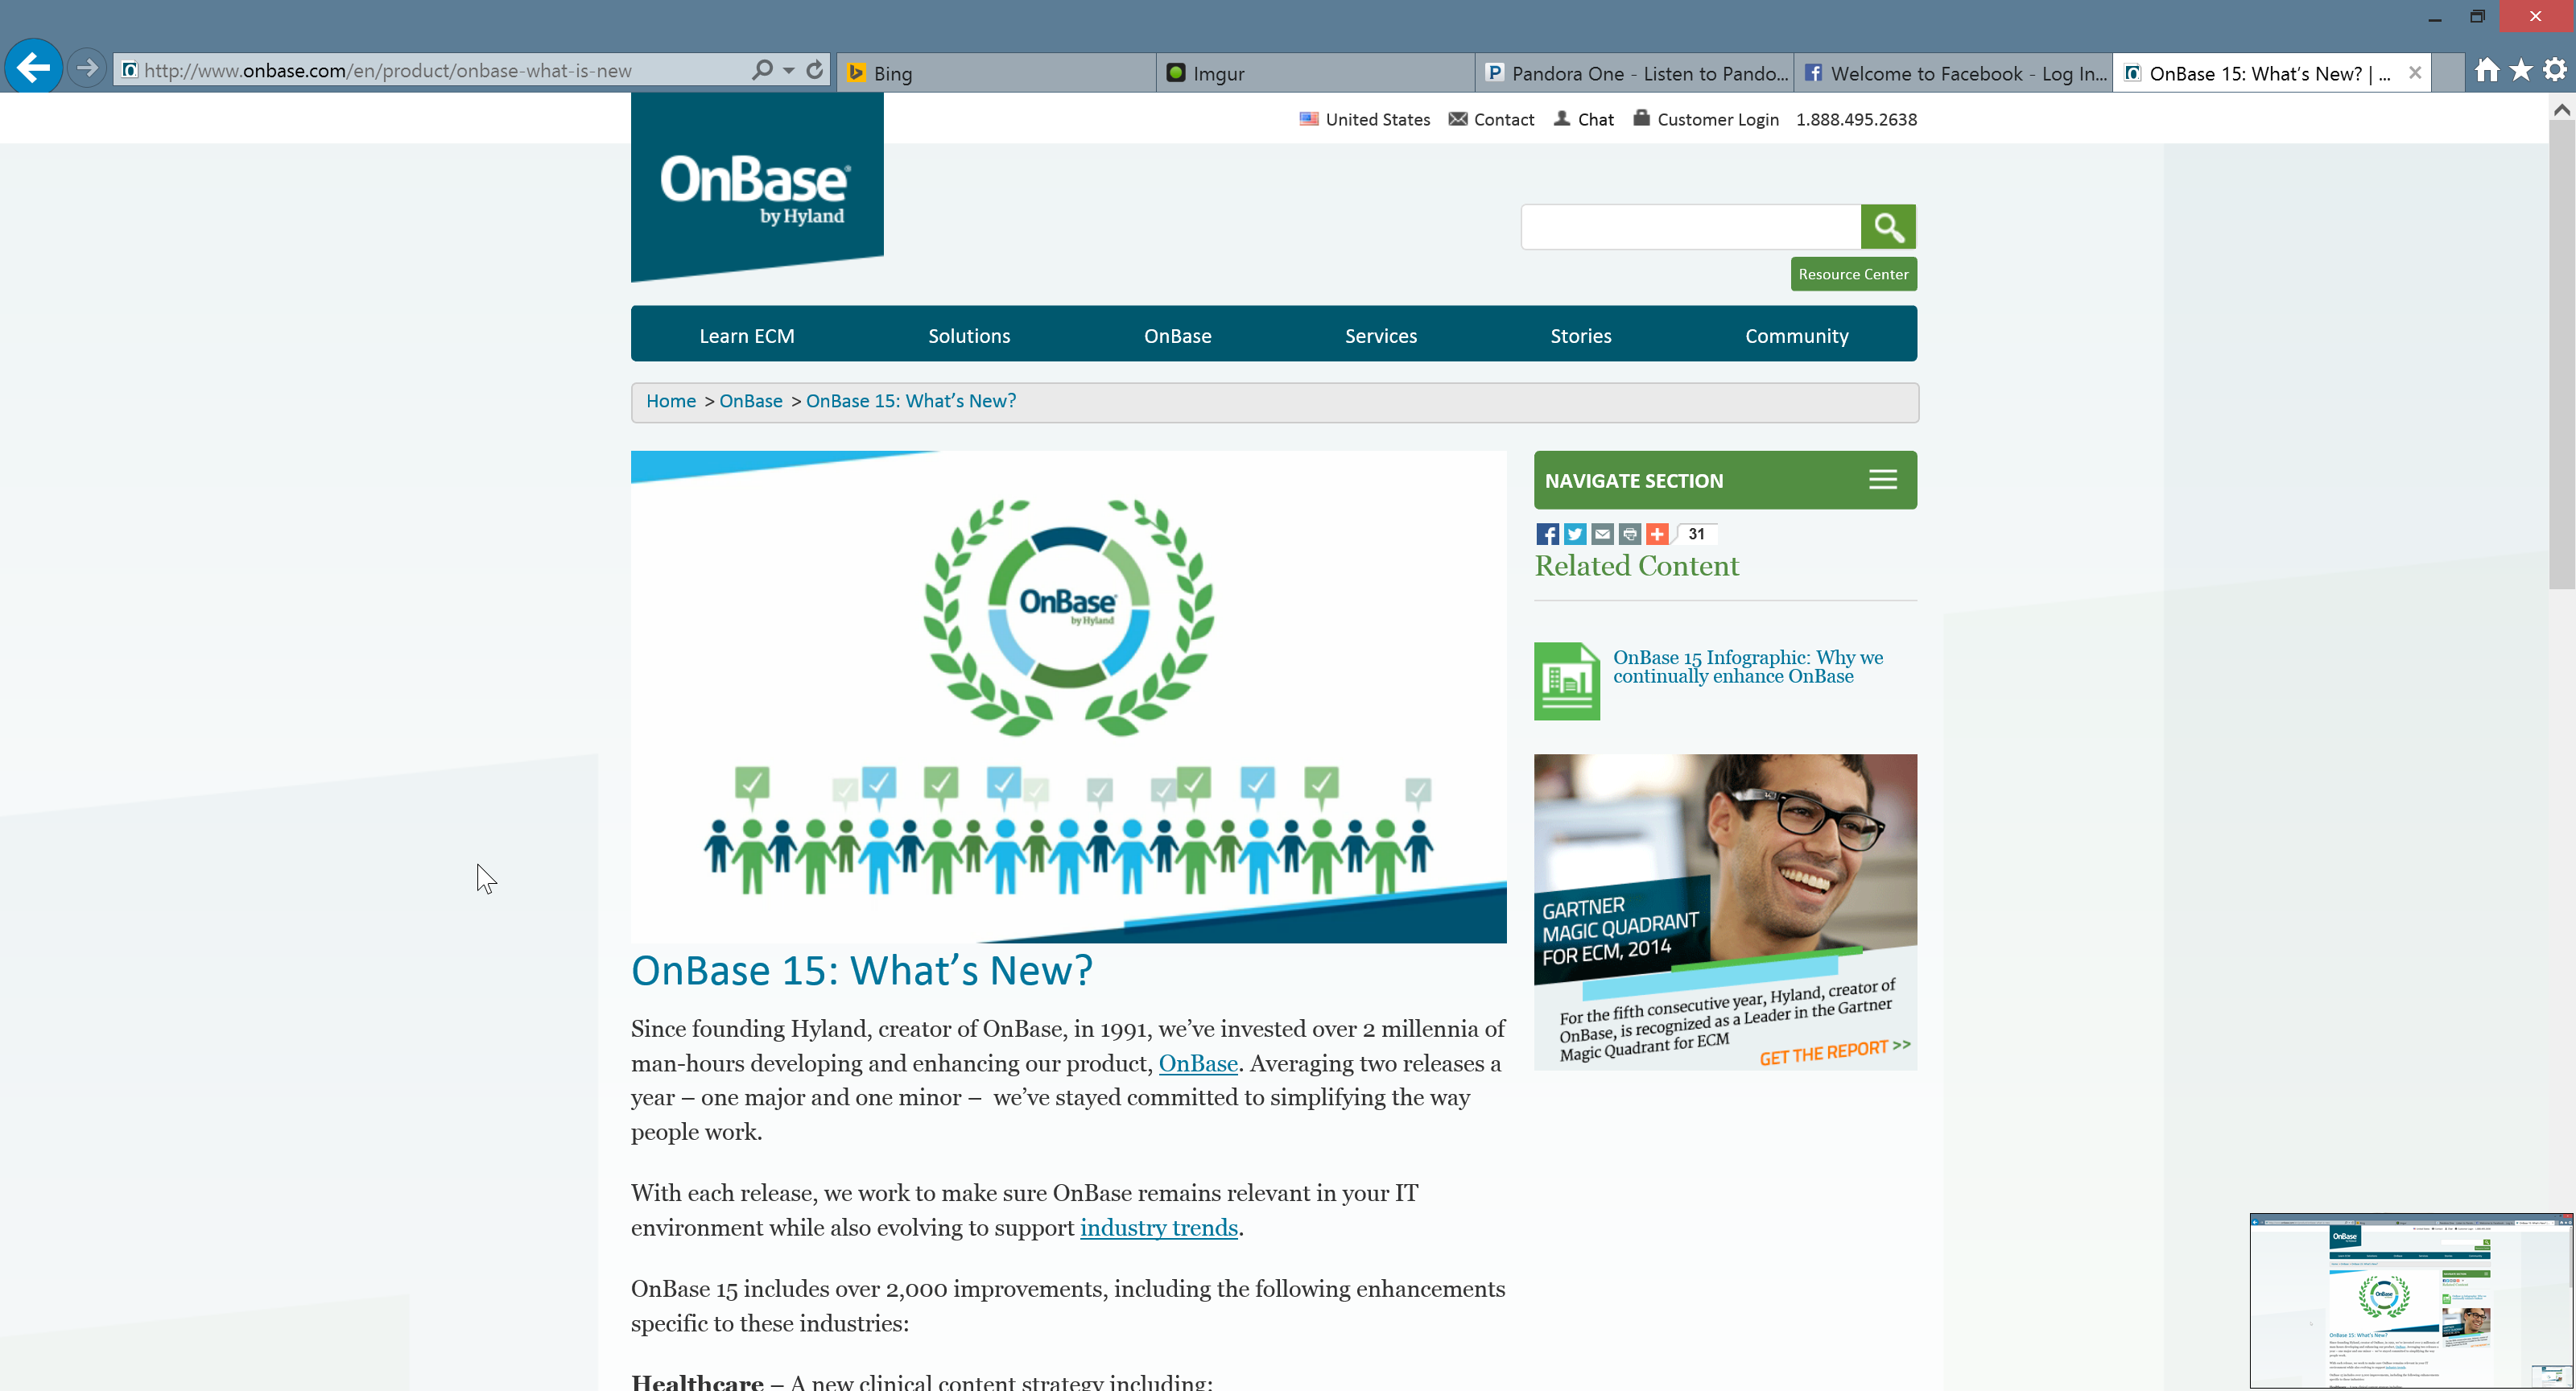 http://www.onbase.com/en/product/onbase-what-is-new
Bing
Imgur
Pandora One - Listen to Pando...
Welcome to Facebook - Log In...
OnBase 15: What's New? | ...
United States
Contact
Chat
Customer Login
1.888.495.2638
OnBase®
by Hyland
Resource Center
Learn ECM
Solutions
OnBase
Services
Stories
Community
Home > OnBase > OnBase 15: What's New?
OnBase
by Hyland
NAVIGATE SECTION
31
Related Content
OnBase 15 Infographic: Why we
continually enhance OnBase
GARTNER
MAGIC QUADRANT
FOR ECM, 2014
For the fifth consecutive year, Hyland, creator of
OnBase, is recognized as a Leader in the Gartner
Magic Quadrant for ECM
GET THE REPORT >>
OnBase 15: What's New?
Since founding Hyland, creator of OnBase, in 1991, we've invested over 2 millennia of
man-hours developing and enhancing our product, OnBase. Averaging two releases a
year – one major and one minor –  we've stayed committed to simplifying the way
people work.
With each release, we work to make sure OnBase remains relevant in your IT
environment while also evolving to support industry trends.
OnBase 15 includes over 2,000 improvements, including the following enhancements
specific to these industries:
Healthcare – A new clinical content strategy including: